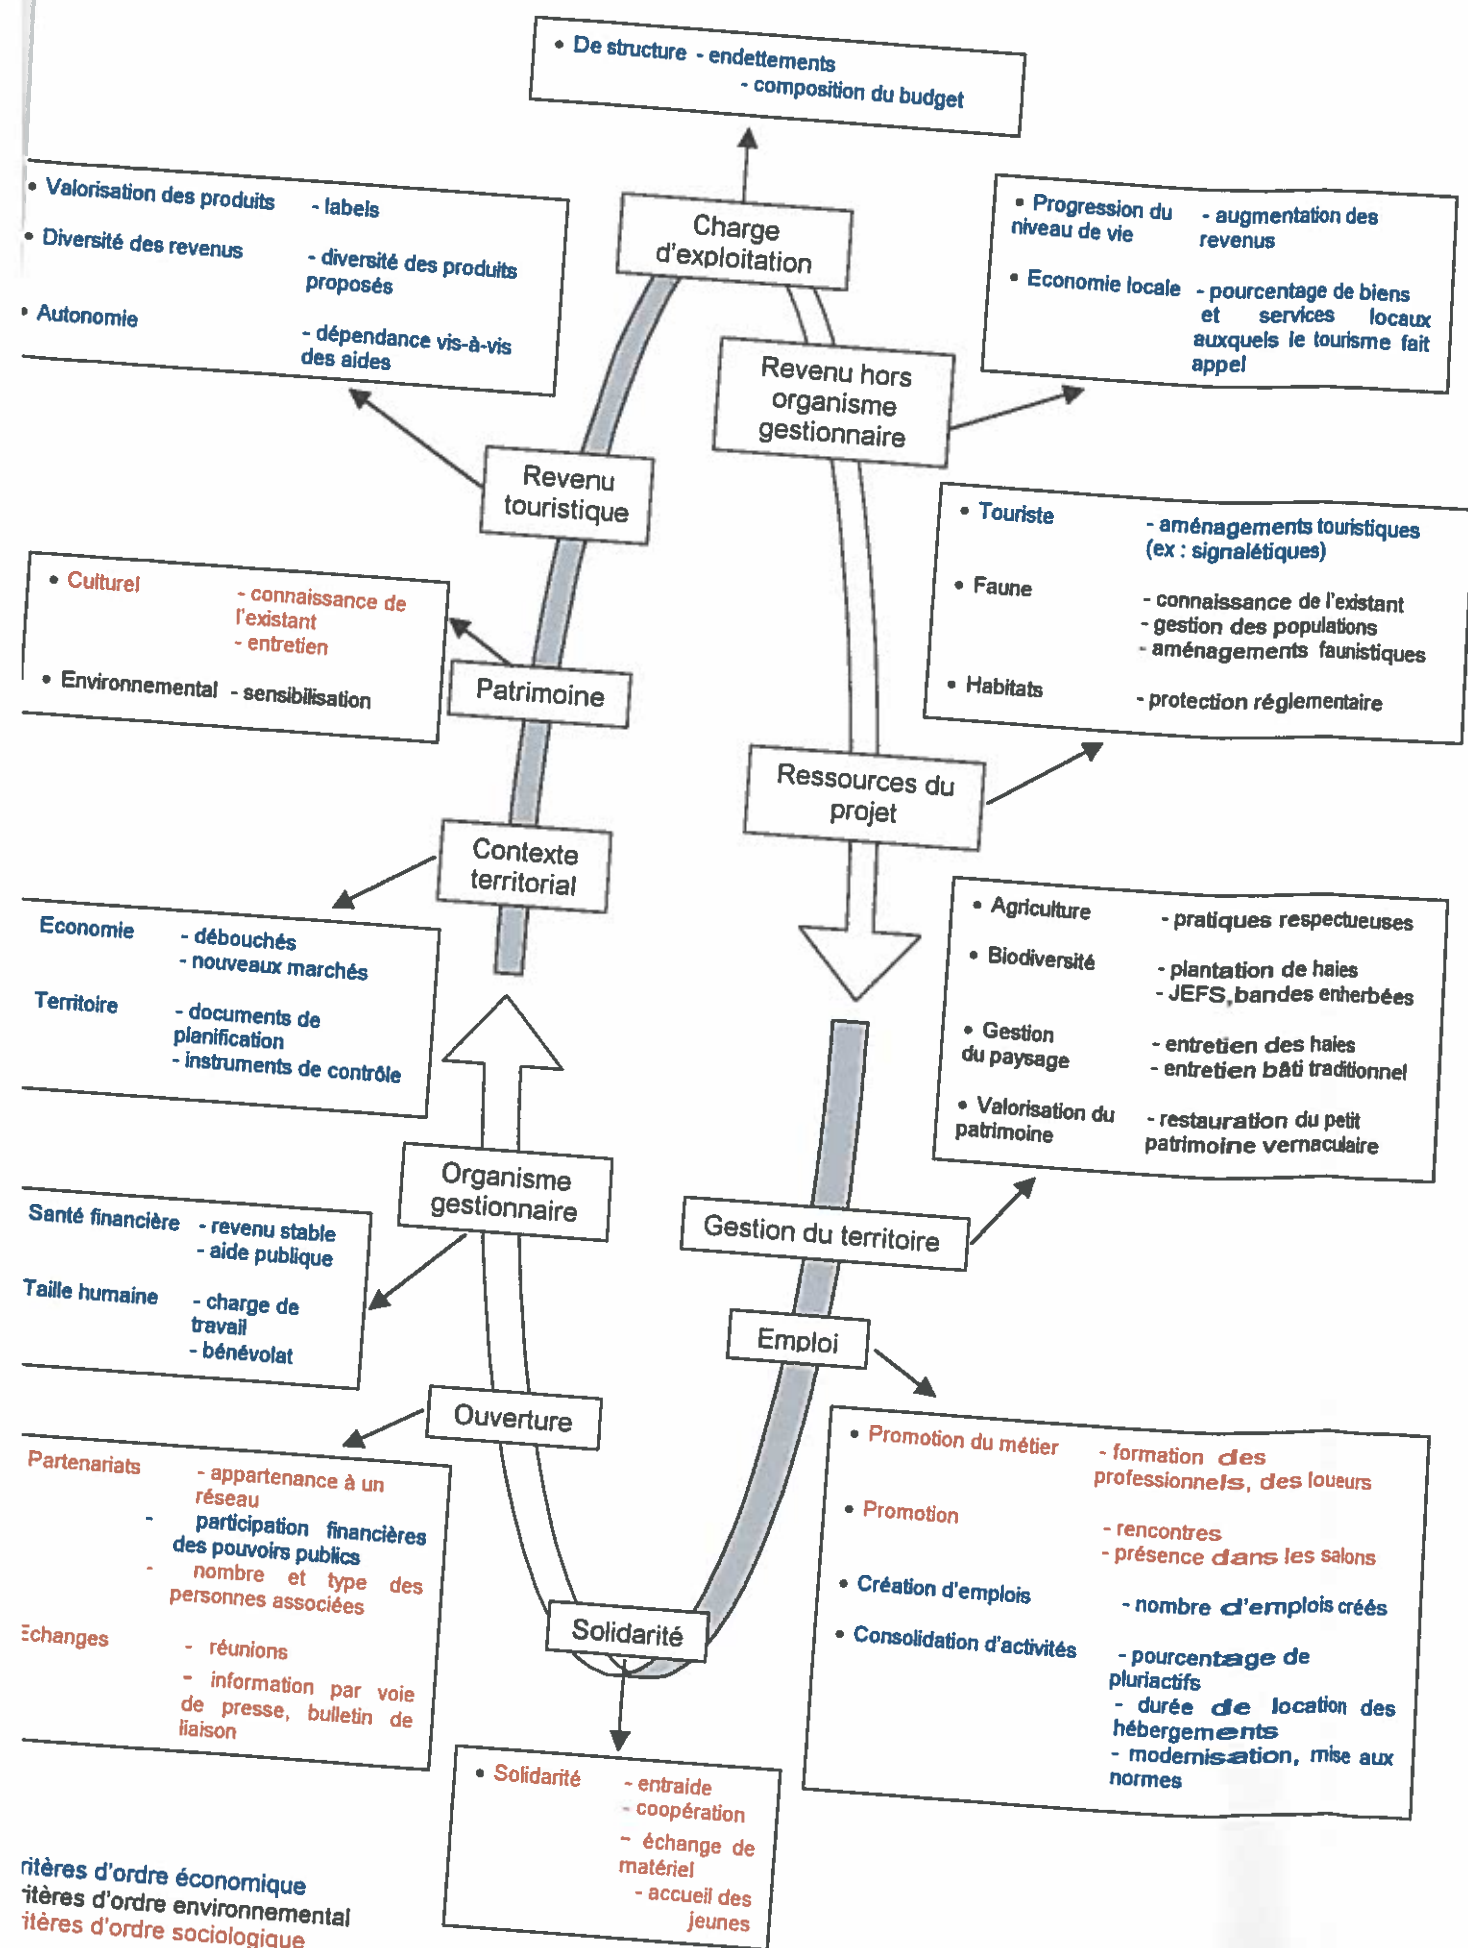 • De structure - endettements
- composition du budget
• Valorisation des produits - labels
• Diversité des revenus - diversité des produits
proposés
• Autonomie - dépendance vis-à-vis
des aides
Charge
d'exploitation
• Progression du - augmentation des
niveau de vie revenus
• Economie locale - pourcentage de biens
et services locaux
auxquels le tourisme fait
appel
Revenu hors
organisme
gestionnaire
Revenu
touristique
• Touriste - aménagements touristiques
(ex : signalétiques)
• Faune - connaissance de l'existant
- gestion des populations
- aménagements faunistiques
• Habitats - protection réglementaire
• Culturel - connaissance de
l'existant
- entretien
• Environnemental - sensibilisation
Patrimoine
Ressources du
projet
Contexte
territorial
Economie - débouchés
- nouveaux marchés
Territoire - documents de
planification
- instruments de contrôle
• Agriculture - pratiques respectueuses
• Biodiversité - plantation de haies
- JEFS,bandes enherbées
• Gestion - entretien des haies
du paysage - entretien bâti traditionnel
• Valorisation du - restauration du petit
patrimoine patrimoine vernaculaire
Organisme
gestionnaire
Gestion du territoire
Santé financière - revenu stable
- aide publique
Taille humaine - charge de
travail
- bénévolat
Emploi
Ouverture
Partenariats - appartenance à un
réseau
- participation financières
des pouvoirs publics
- nombre et type des
personnes associées
Echanges - réunions
- information par voie
de presse, bulletin de
liaison
• Promotion du métier - formation des
professionnels, des loueurs
• Promotion - rencontres
- présence dans les salons
• Création d'emplois - nombre d'emplois créés
• Consolidation d'activités - pourcentage de
pluriactifs
- durée de location des
hébergements
- modernisation, mise aux
normes
Solidarité
• Solidarité - entraide
- coopération
- échange de
matériel
- accueil des
jeunes
ritères d'ordre économique
ritères d'ordre environnemental
itères d'ordre sociologique